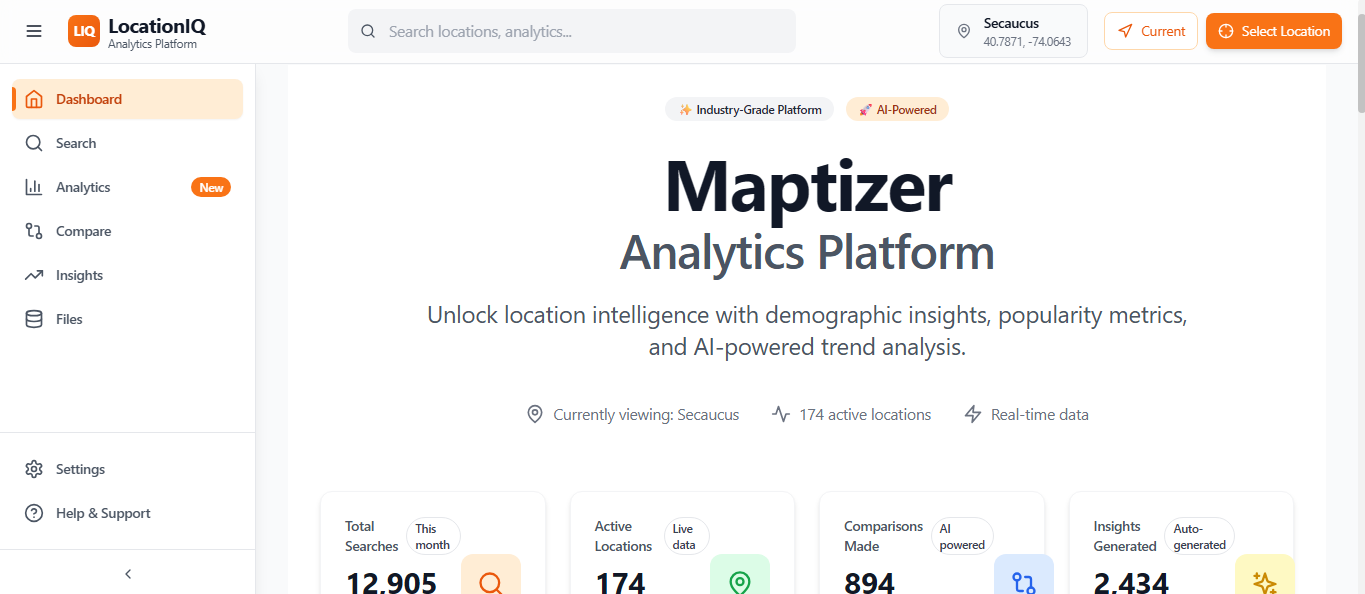 LIQ
LocationIQ
Analytics Platform
Search locations, analytics...
Secaucus
40.7871, -74.0643
Current
Select Location
Dashboard
Search
Analytics
New
Compare
Insights
Files
Settings
Help & Support
✨ Industry-Grade Platform
🚀 AI-Powered
Maptizer
Analytics Platform
Unlock location intelligence with demographic insights, popularity metrics,
and AI-powered trend analysis.
Currently viewing: Secaucus
174 active locations
Real-time data
Total
Searches
This
month
12,905
Active
Locations
Live
data
174
Comparisons
Made
AI
powered
894
Insights
Generated
Auto-
generated
2,434